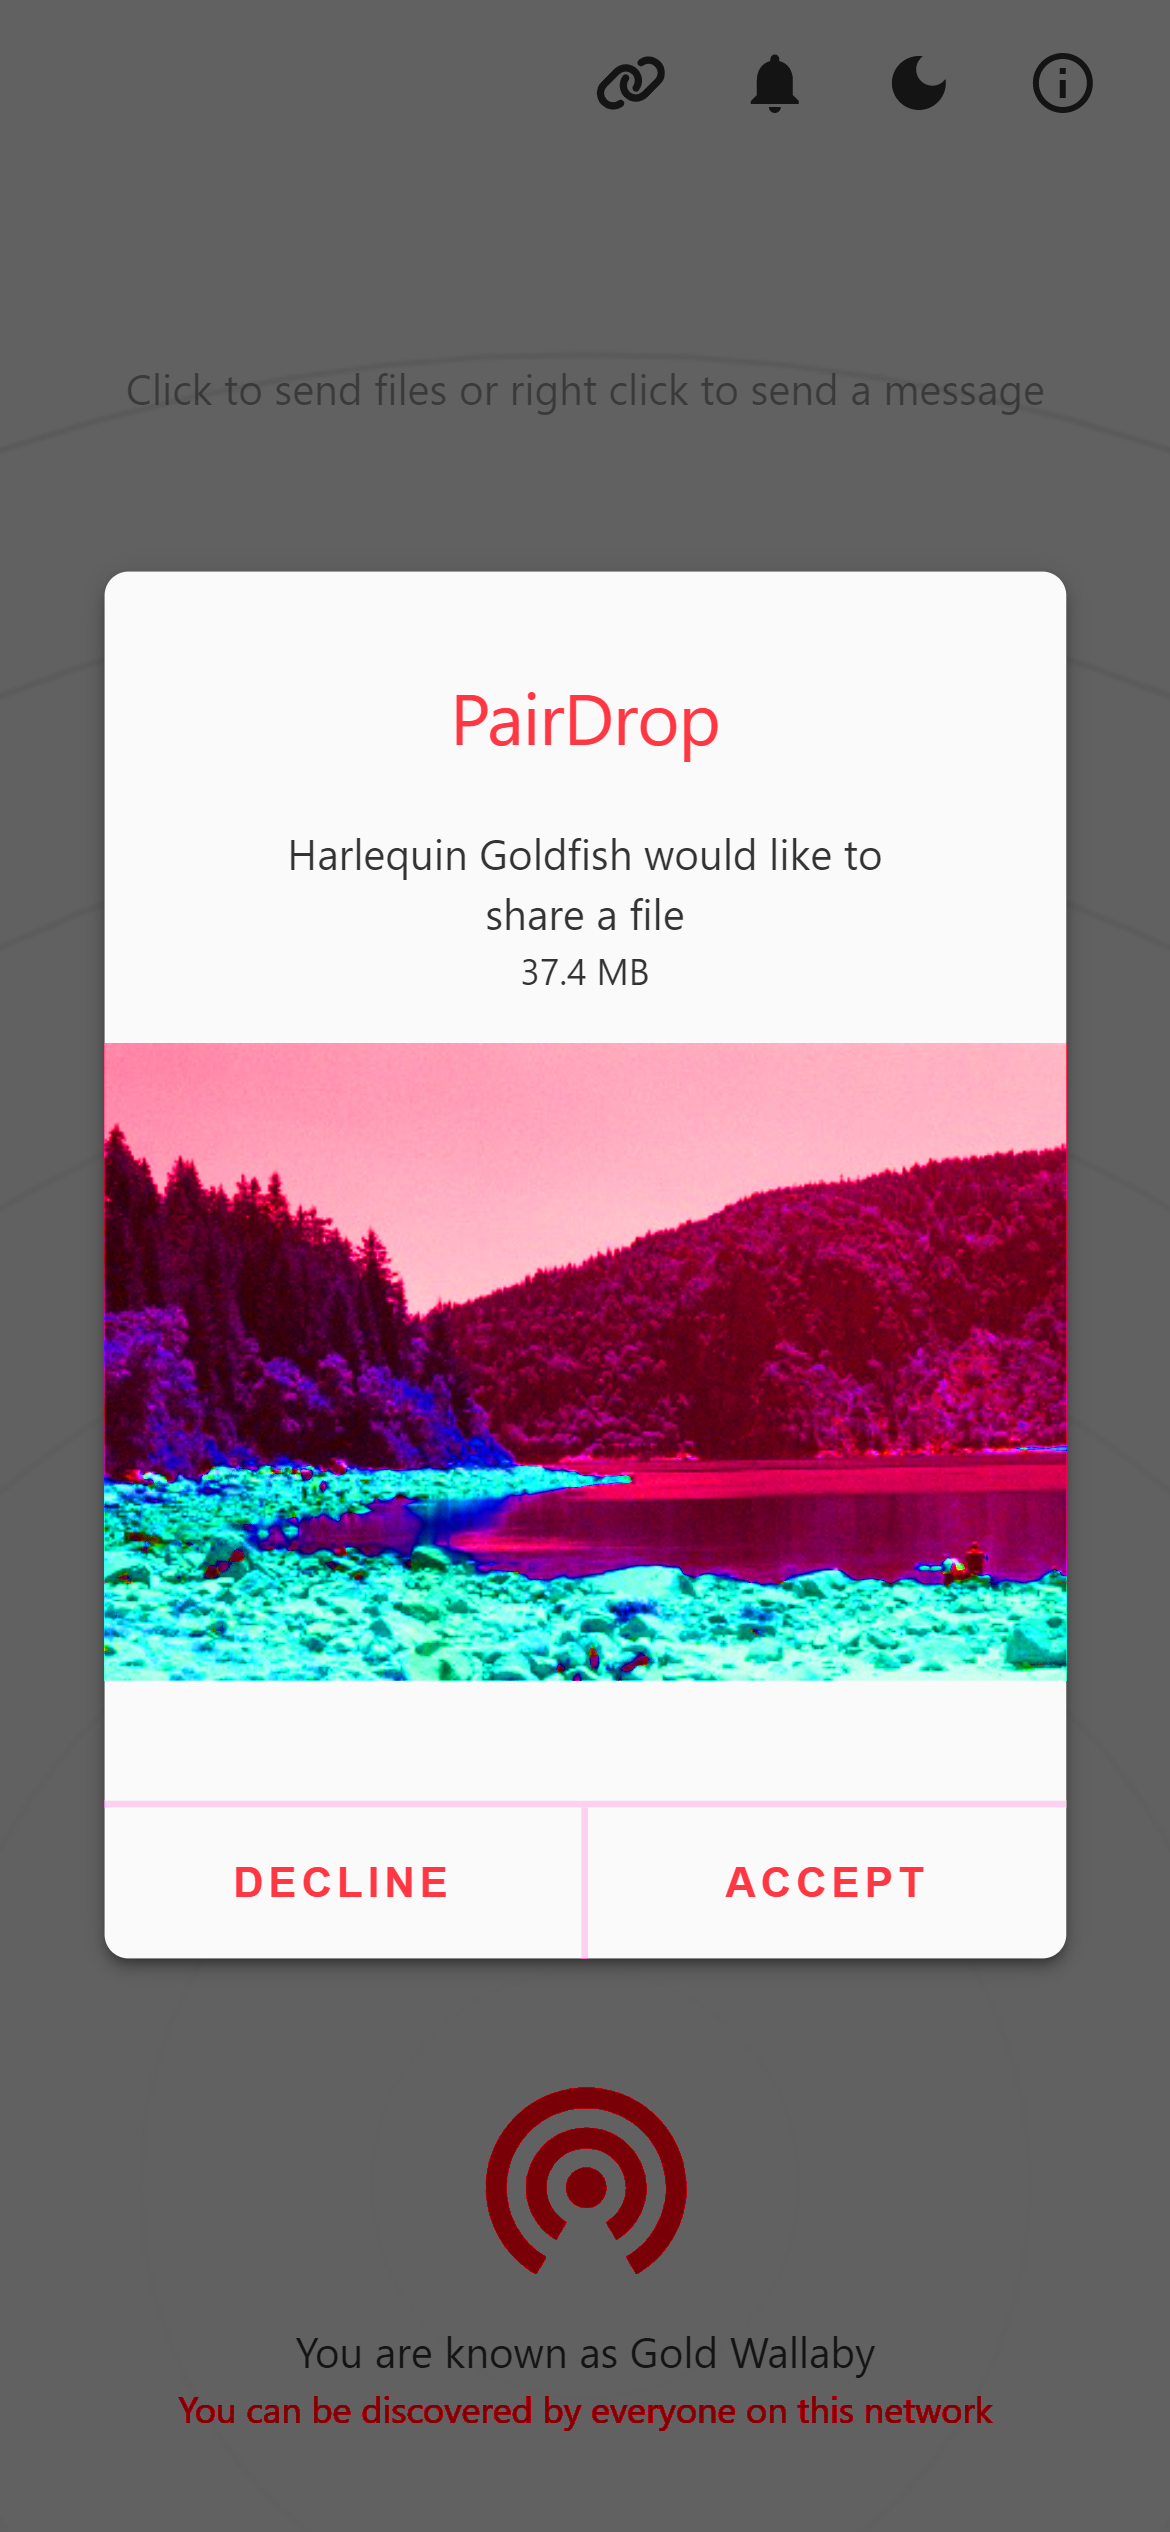 Click to send files or right click to send a message
PairDrop
Harlequin Goldfish would like to
share a file
37.4 MB
DECLINE
ACCEPT
You are known as Gold Wallaby
You can be discovered by everyone on this network